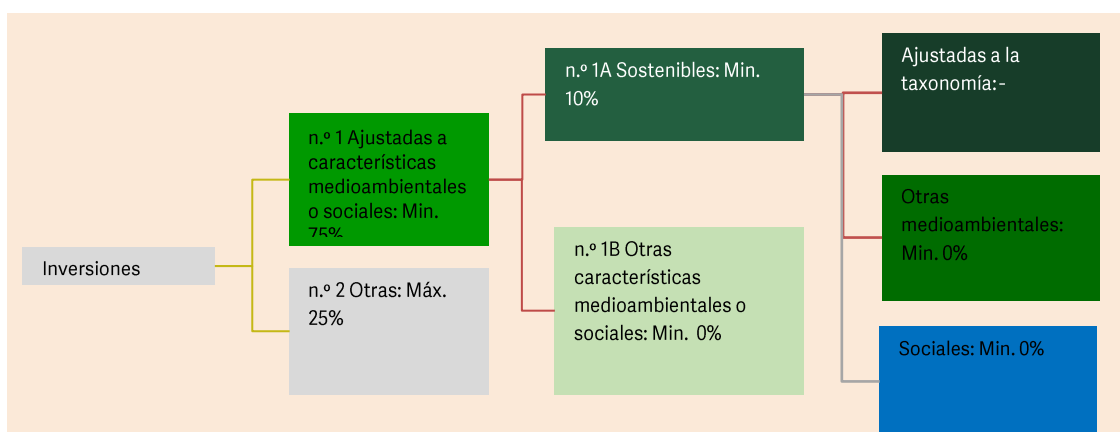 Inversiones
n.º 1 Ajustadas a
características
medioambientales
o sociales: Min.
75%
n.º 2 Otras: Máx.
25%
n.º 1A Sostenibles: Min.
10%
n.º 1B Otras
características
medioambientales o
sociales: Min.  0%
Ajustadas a la
taxonomía:-
Otras
medioambientales:
Min. 0%
Sociales: Min. 0%